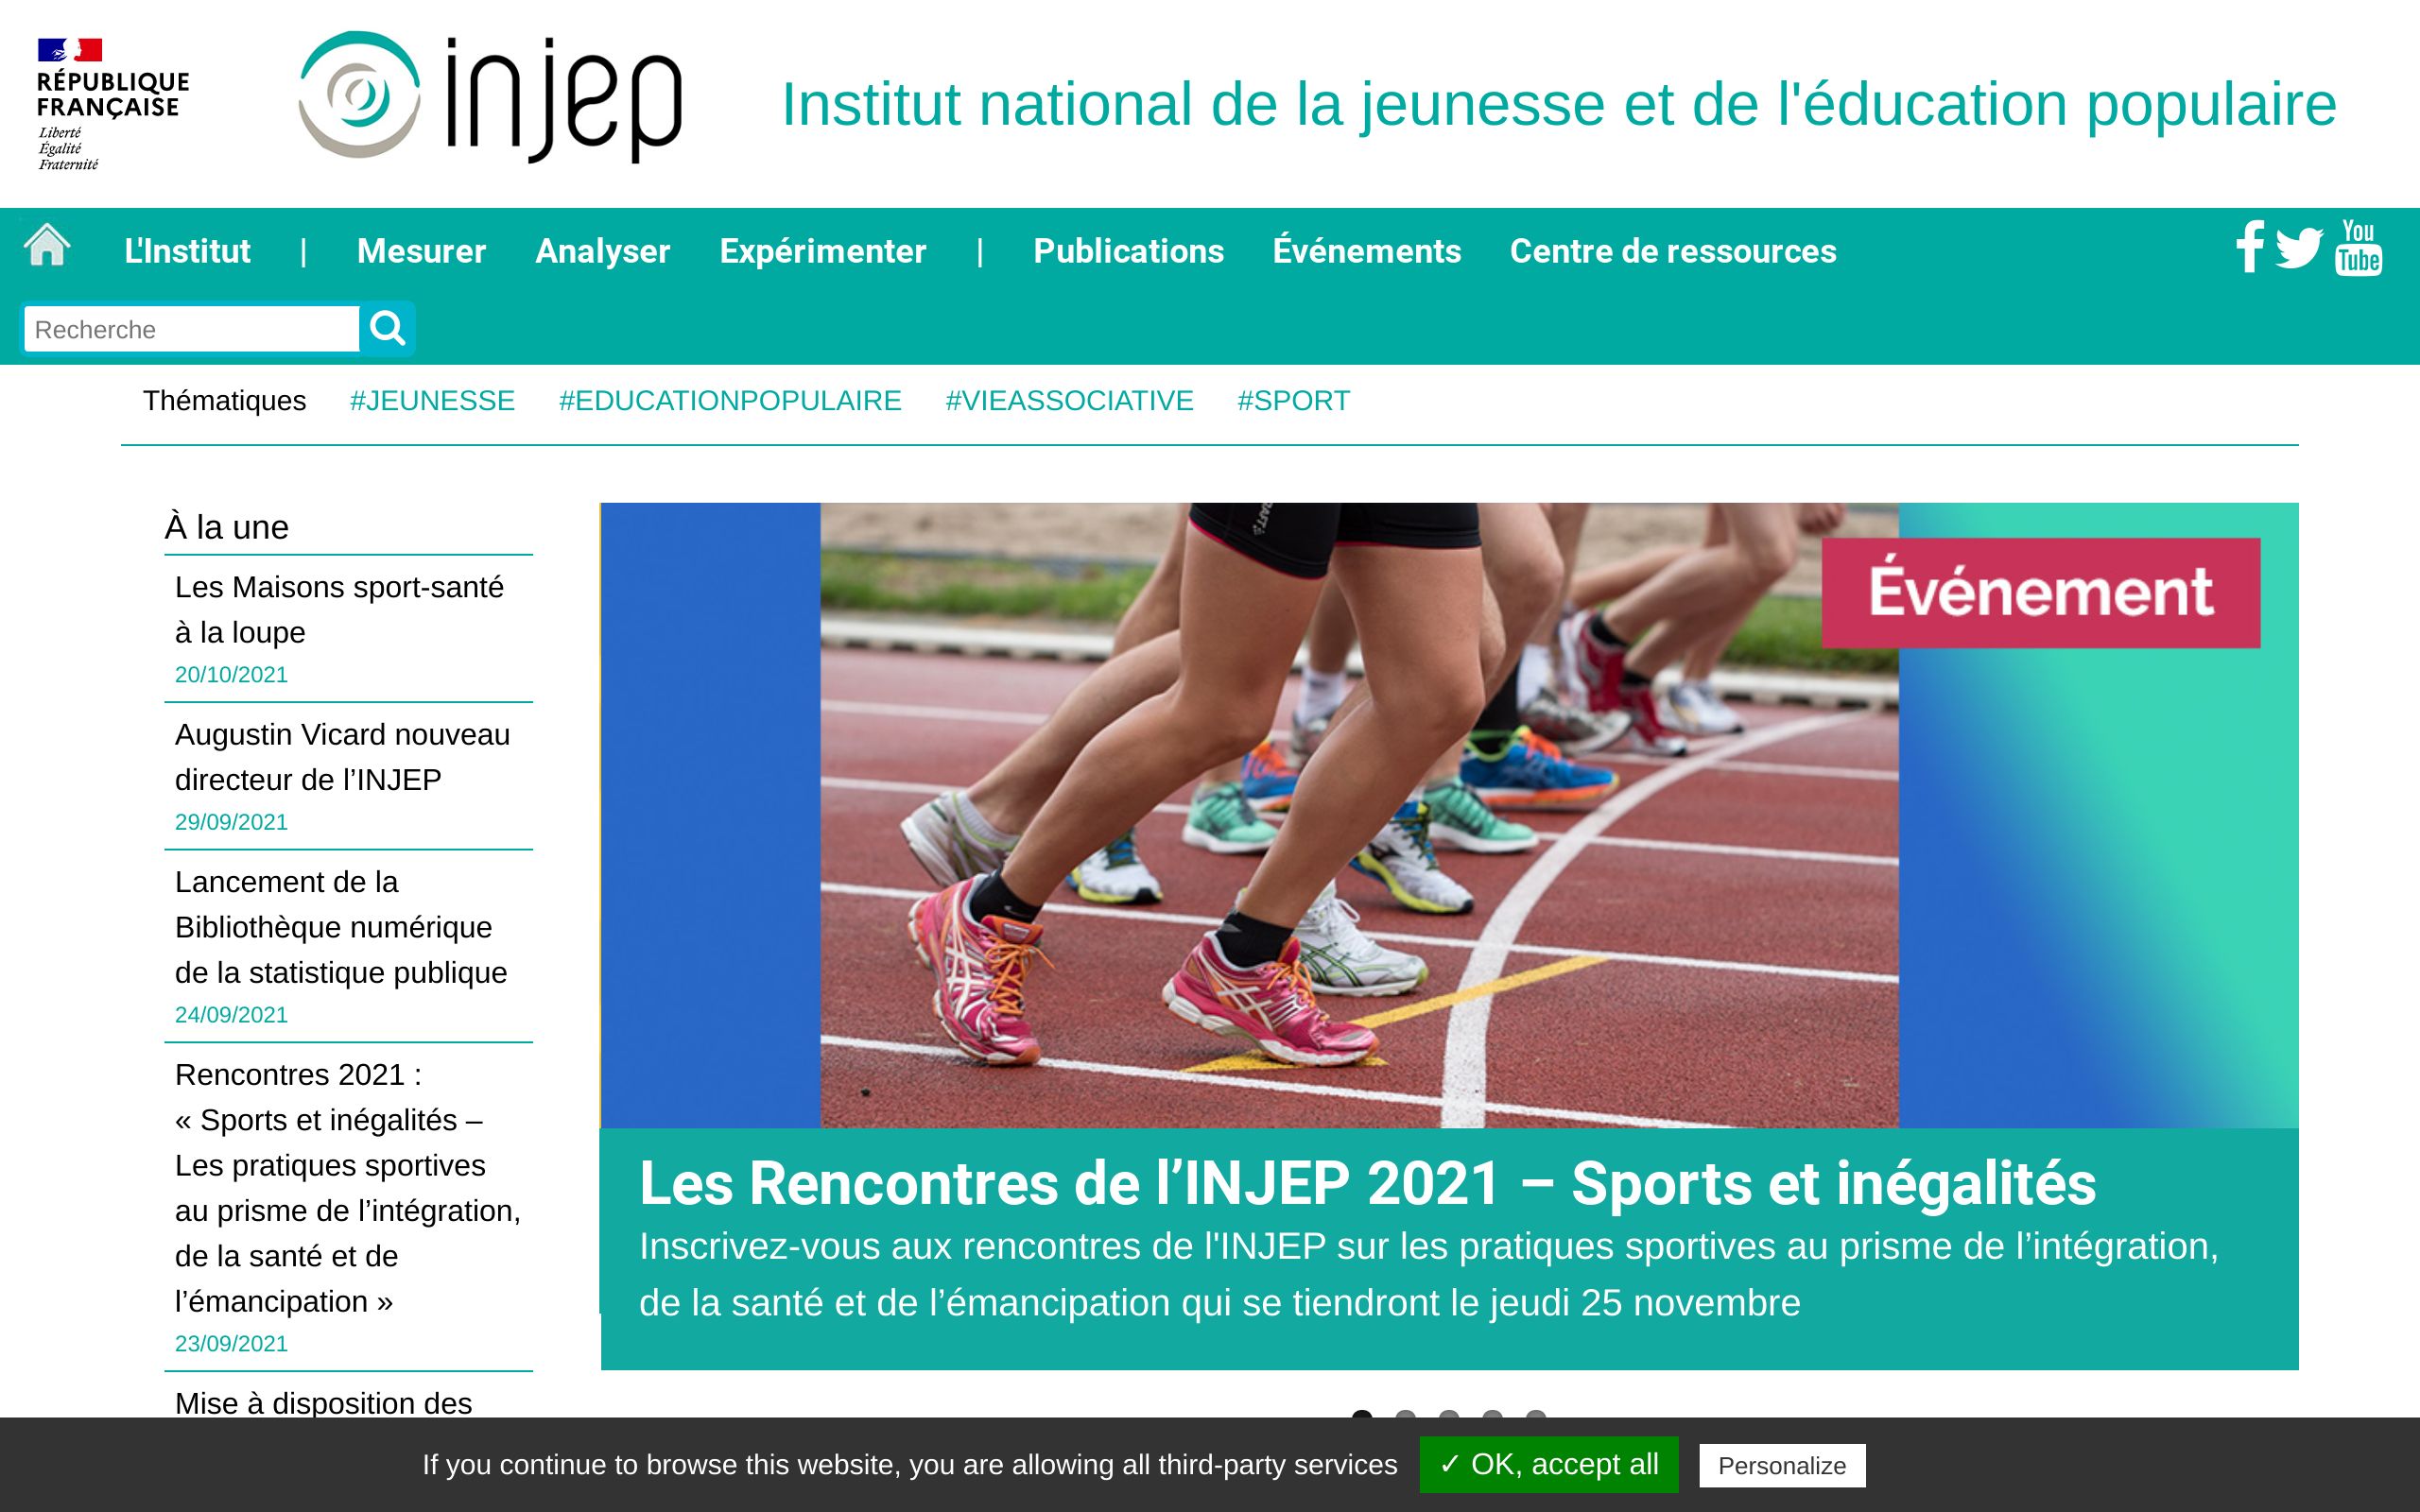 RÉPUBLIQUE
FRANÇAISE
Liberté
Égalité
Fraternité
injep
Institut national de la jeunesse et de l'éducation populaire
L'Institut | Mesurer Analyser Expérimenter | Publications Événements Centre de ressources
You
Tube
Recherche
Thématiques #JEUNESSE #EDUCATIONPOPULAIRE #VIEASSOCIATIVE #SPORT
À la une
Les Maisons sport-santé
à la loupe
20/10/2021
Augustin Vicard nouveau
directeur de l’INJEP
29/09/2021
Lancement de la
Bibliothèque numérique
de la statistique publique
24/09/2021
Rencontres 2021 :
« Sports et inégalités –
Les pratiques sportives
au prisme de l’intégration,
de la santé et de
l’émancipation »
23/09/2021
Mise à disposition des
Événement
Les Rencontres de l’INJEP 2021 – Sports et inégalités
Inscrivez-vous aux rencontres de l'INJEP sur les pratiques sportives au prisme de l’intégration,
de la santé et de l’émancipation qui se tiendront le jeudi 25 novembre
If you continue to browse this website, you are allowing all third-party services ✓ OK, accept all Personalize